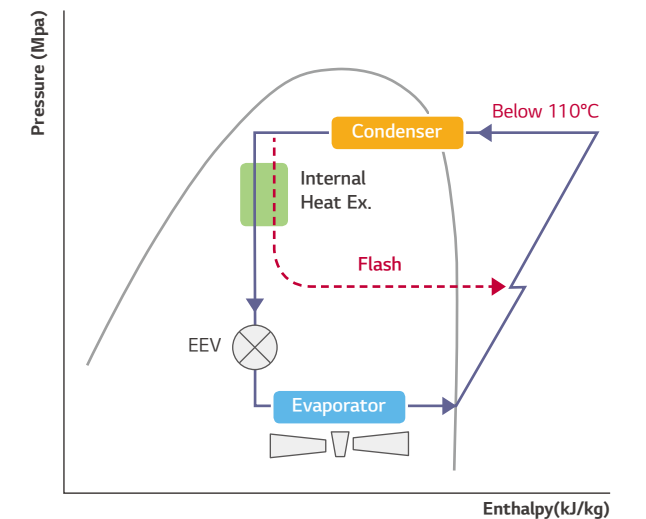 Pressure (Mpa)
Below 110°C
Condenser
Internal
Heat Ex.
Flash
EEV
Evaporator
Enthalpy(kJ/kg)